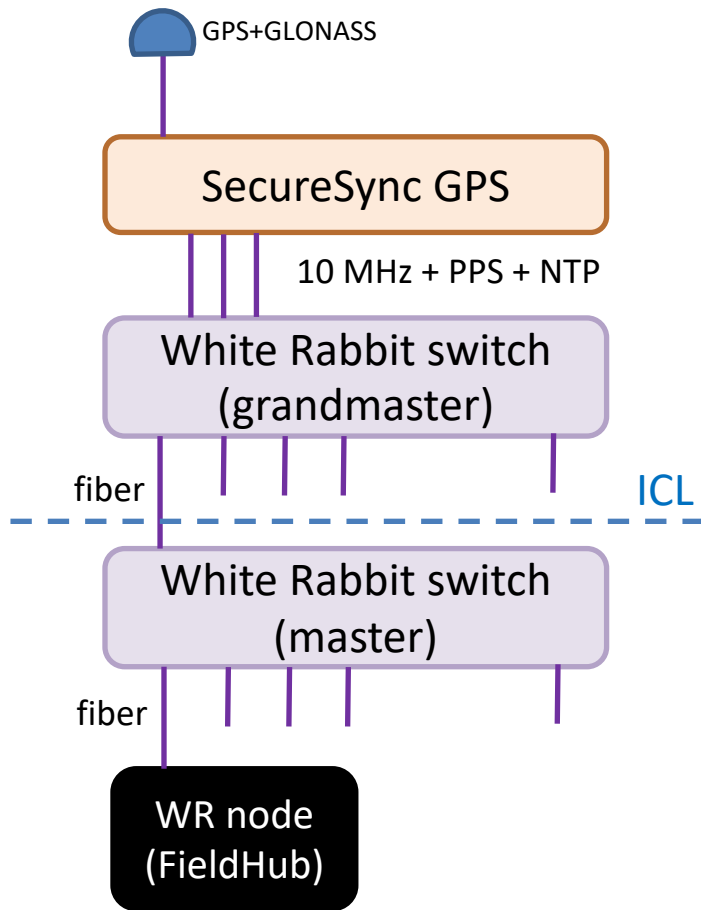 GPS+GLONASS
SecureSync GPS
10 MHz + PPS + NTP
White Rabbit switch
(grandmaster)
fiber
ICL
White Rabbit switch
(master)
fiber
WR node
(FieldHub)